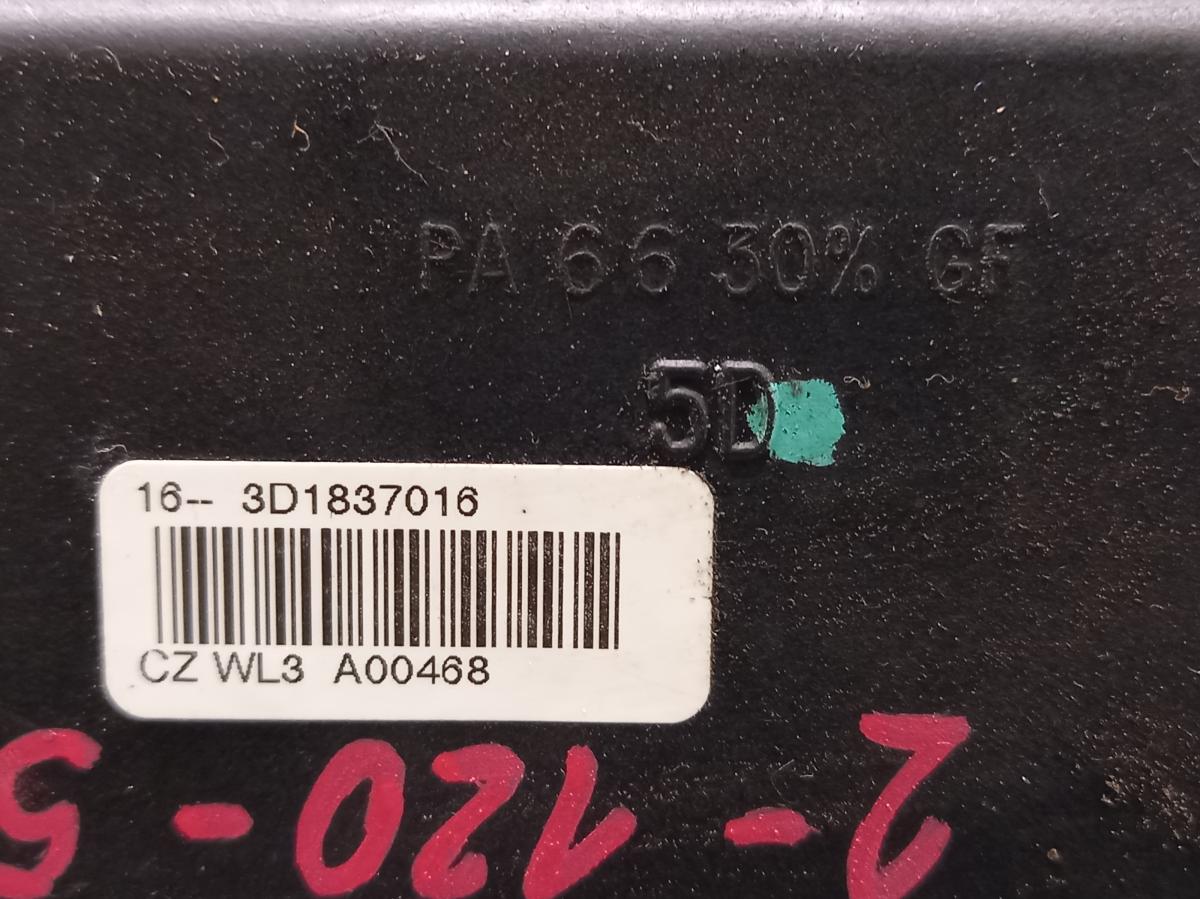 PA 66 30% GF
5D
16-- 3D1837016
CZ WL3 A00468
2 - 120 - 5